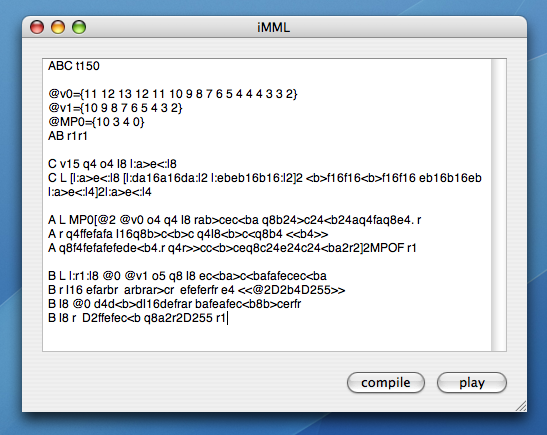 iMML
ABC t150
@v0={11 12 13 12 11 10 9 8 7 6 5 4 4 4 3 3 2}
@v1={10 9 8 7 6 5 4 3 2}
@MP0={10 3 4 0}
AB r1r1
C v15 q4 o4 l8 l:a>e<:l8
C L [l:a>e<:l8 [l:da16a16da:l2 l:ebeb16b16:l2]2 <b>f16f16<b>f16f16 eb16b16eb
l:a>e<:l4]2l:a>e<:l4
A L MP0[@2 @v0 o4 q4 l8 rab>cec<ba q8b24>c24<b24aq4faq8e4. r
A r q4ffefafa l16q8b>c<b>c q4l8<b>c<q8b4 <<b4>>
A q8f4fefafefede<b4.r q4r>>cc<b>ceq8c24e24c24<ba2r2]2MPOF r1
B L l:r1:l8 @0 @v1 o5 q8 l8 ec<ba>c<bafafecec<ba
B r l16 efarbr  arbrar>cr  efeferfr e4 <<@2D2b4D255>>
B l8 @0 d4d<b>dl16defrar bafeafec<b8b>cerfr
B l8 r  D2ffefec<b q8a2r2D255 r1
compile
play